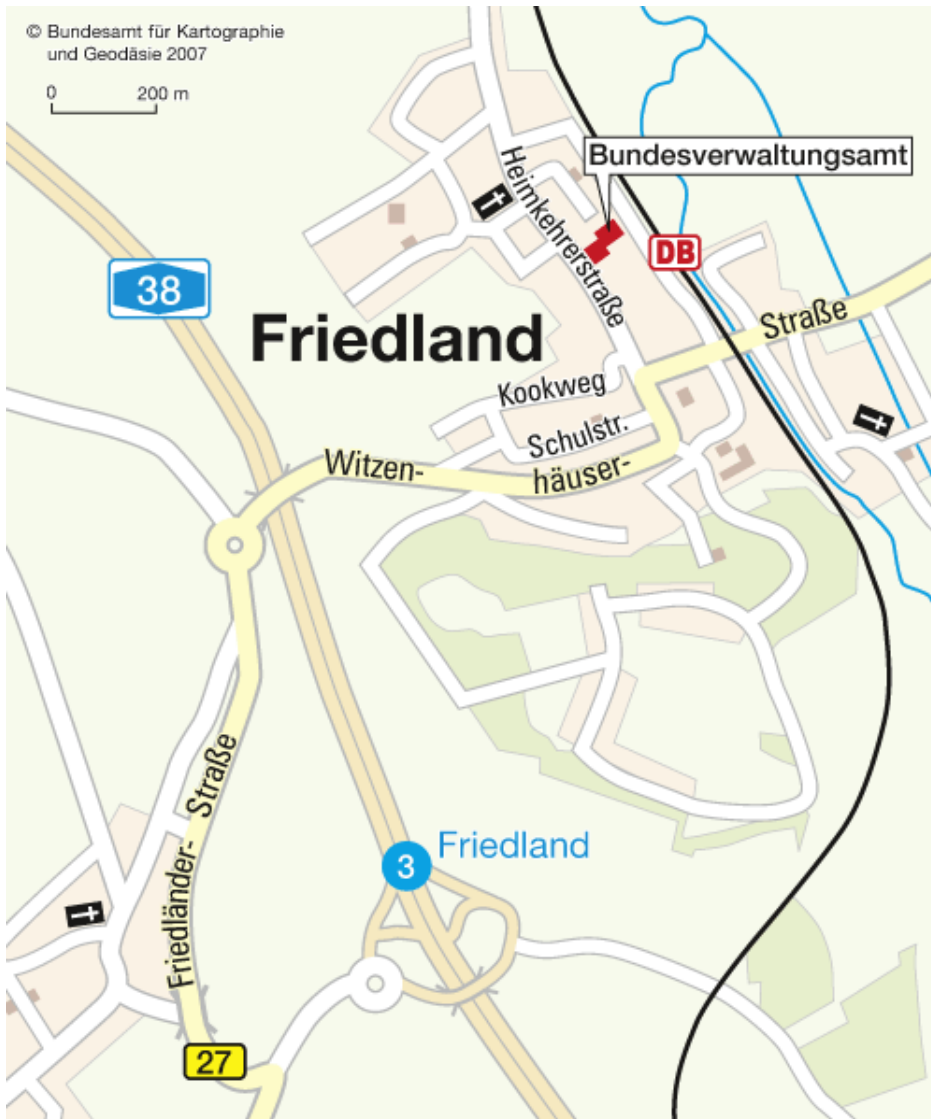 © Bundesamt für Kartographie
und Geodäsie 2007
0 200 m
Bundesverwaltungsamt
Heimkehrerstraße
DB
38
Friedland
Straße
Kookweg
Schulstr.
Witzen-
häuser-
Straße
Friedländer-
3 Friedland
27